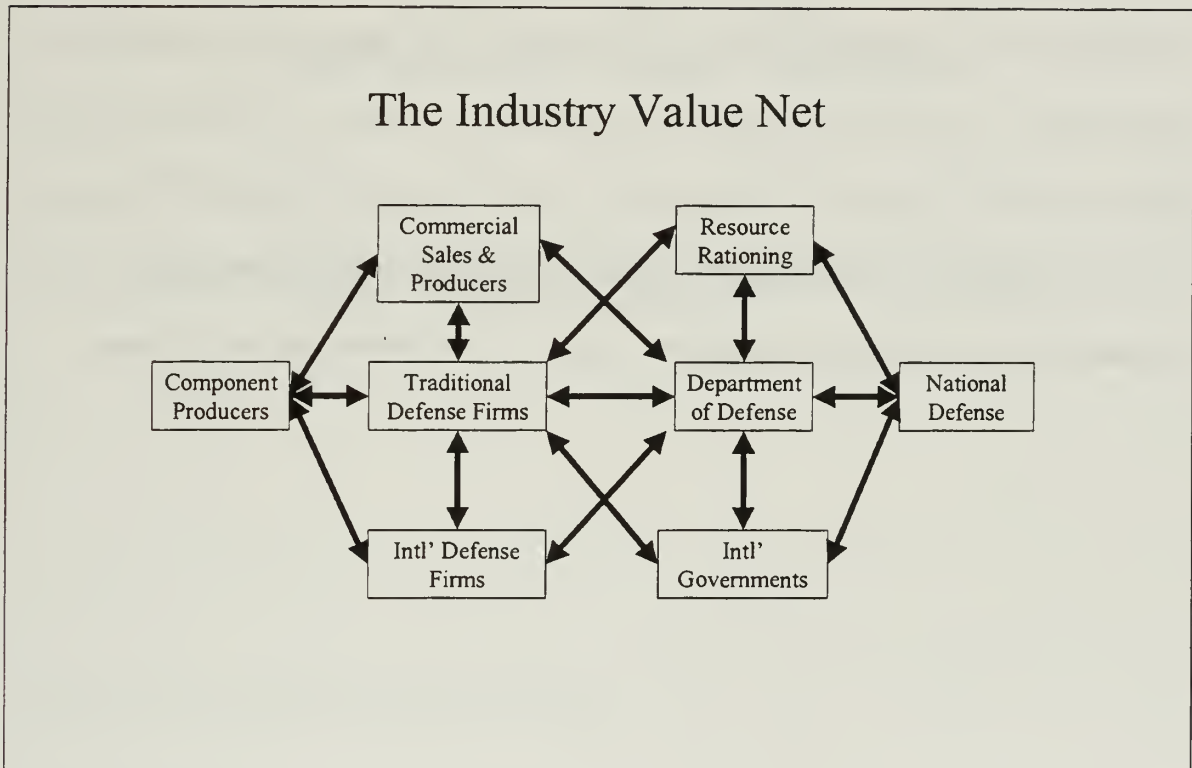 The Industry Value Net
Commercial
Sales &
Producers
Resource
Rationing
Component
Producers
Traditional
Defense Firms
Department
of Defense
National
Defense
Intl' Defense
Firms
Intl'
Governments